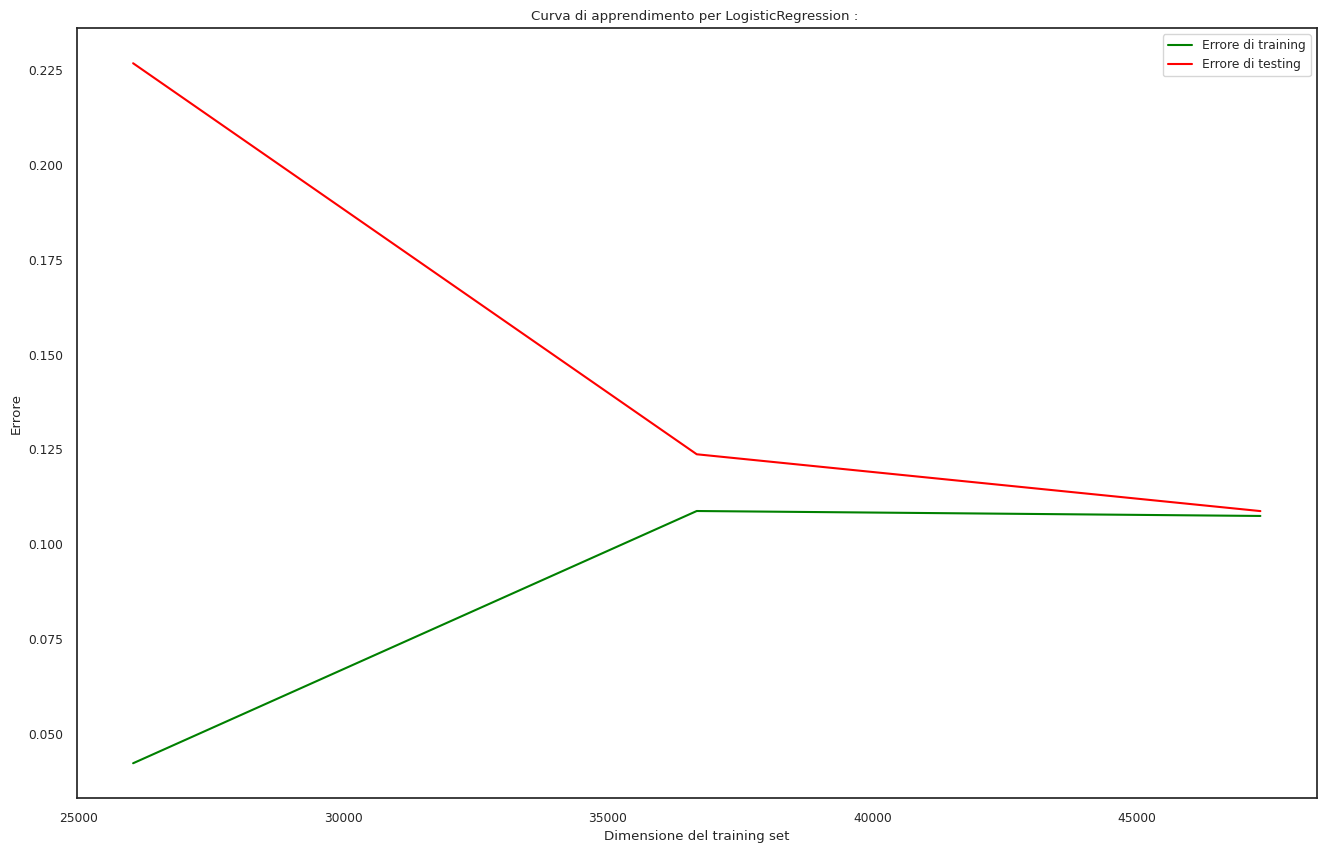 Curva di apprendimento per LogisticRegression :
Errore di training
Errore di testing
0.225
0.200
0.175
0.150
0.125
0.100
0.075
0.050
Errore
25000
30000
35000
40000
45000
Dimensione del training set